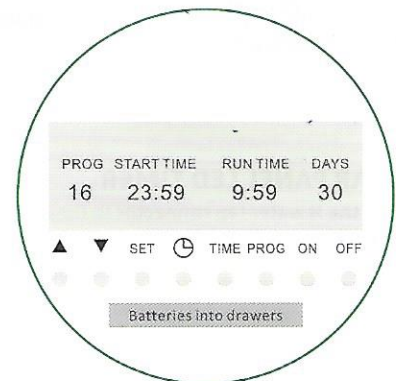 PROG START TIME RUN TIME DAYS
16 23:59 9:59 30
▲ ▼ SET TIME PROG ON OFF
Batteries into drawers